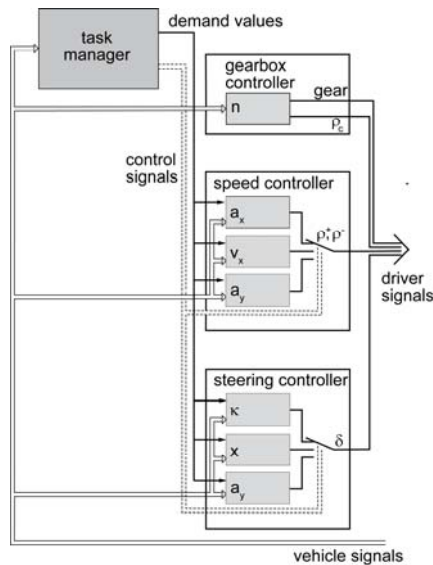 demand values
task
manager
gearbox
controller
gear
n
ρc
control
signals
speed controller
ax
ρ+, ρ-
vx
ay
driver
signals
steering controller
κ
δ
x
ay
vehicle signals